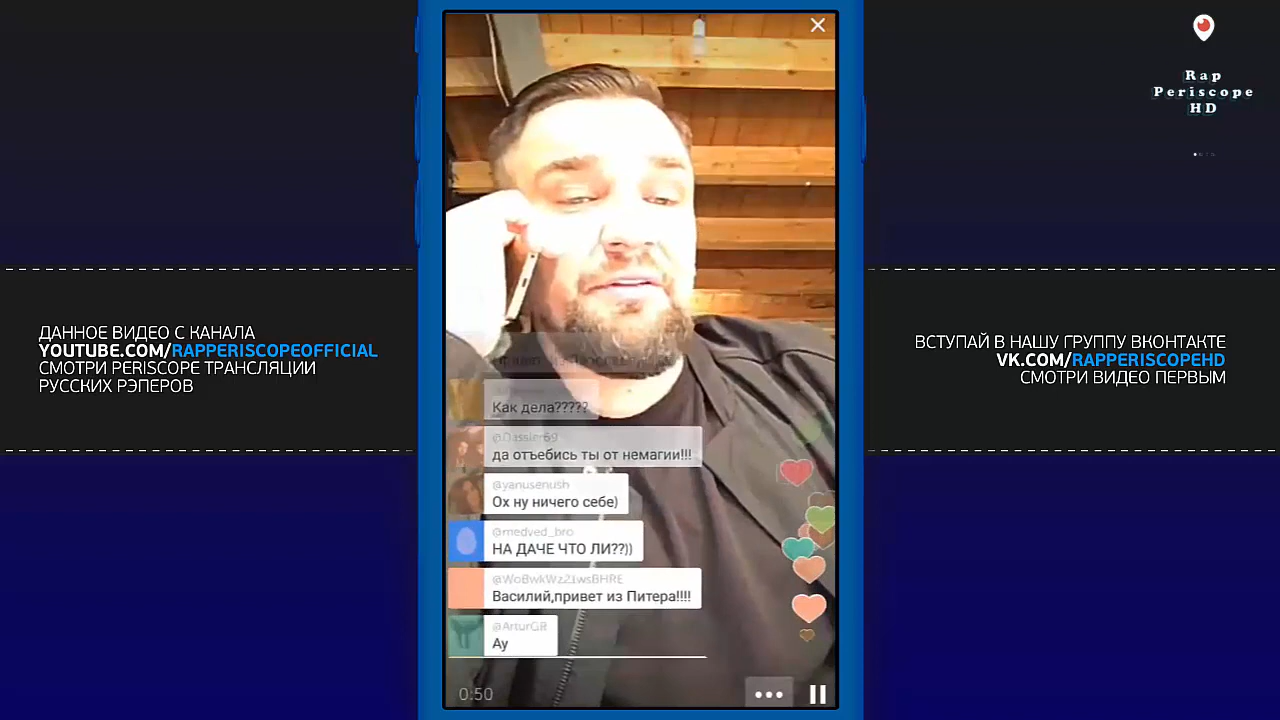 Rap
Periscope
HD
ДАННОЕ ВИДЕО С КАНАЛА
YOUTUBE.COM/RAPPERISCOPEOFFICIAL
СМОТРИ PERISCOPE ТРАНСЛЯЦИИ
РУССКИХ РЭПЕРОВ
ВСТУПАЙ В НАШУ ГРУППУ ВКОНТАКТЕ
VK.COM/RAPPERISCOPEHD
СМОТРИ ВИДЕО ПЕРВЫМ
Как дела?????
@Dassler69
да отъебись ты от немагии!!!
@yanusenush
Ох ну ничего себе)
@medved_bro
НА ДАЧЕ ЧТО ЛИ??))
@WoBwkWz21wsBHRE
Василий,привет из Питера!!!!
@ArturGR
Ау
0:50